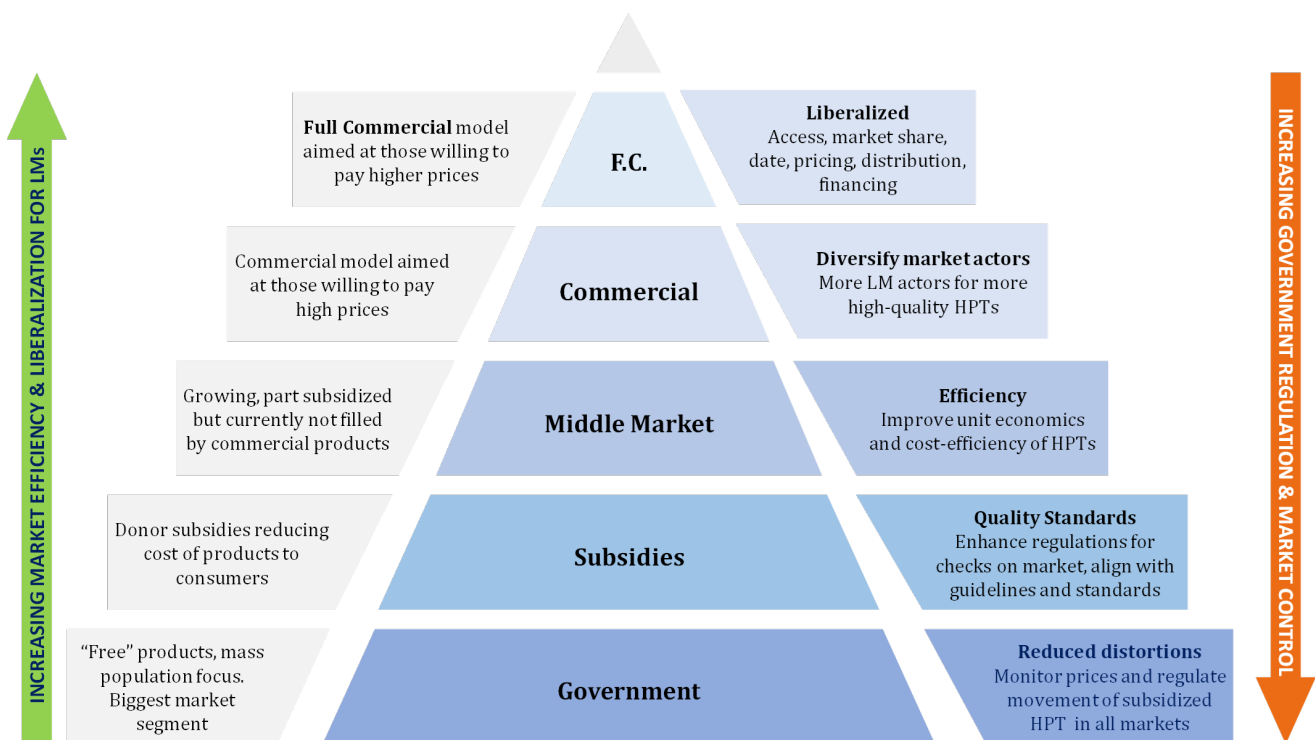 INCREASING MARKET EFFICIENCY & LIBERALIZATION FOR LMs
Full Commercial model
aimed at those willing to
pay higher prices
F.C.
Liberalized
Access, market share,
date, pricing, distribution,
financing
Commercial model aimed
at those willing to pay
high prices
Commercial
Diversify market actors
More LM actors for more
high-quality HPTs
Growing, part subsidized
but currently not filled
by commercial products
Middle Market
Efficiency
Improve unit economics
and cost-efficiency of HPTs
Donor subsidies reducing
cost of products to
consumers
Subsidies
Quality Standards
Enhance regulations for
checks on market, align with
guidelines and standards
“Free” products, mass
population focus.
Biggest market
segment
Government
Reduced distortions
Monitor prices and regulate
movement of subsidized
HPT in all markets
INCREASING GOVERNMENT REGULATION & MARKET CONTROL